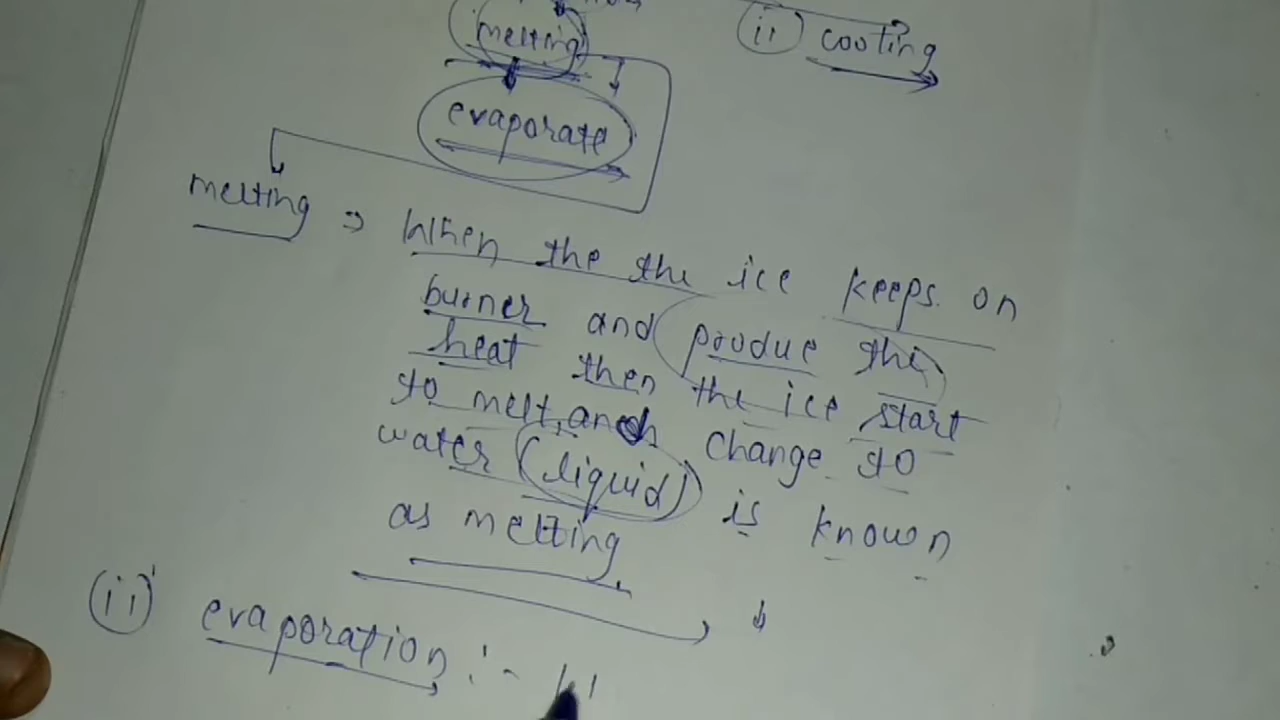 melting
(ii) cooling
evaporate
melting ⇒ When the the ice keeps on
burner and produe the
heat then the ice start
to melt, and change to
water (liquid) is known
as melting
(ii) evaporation :-